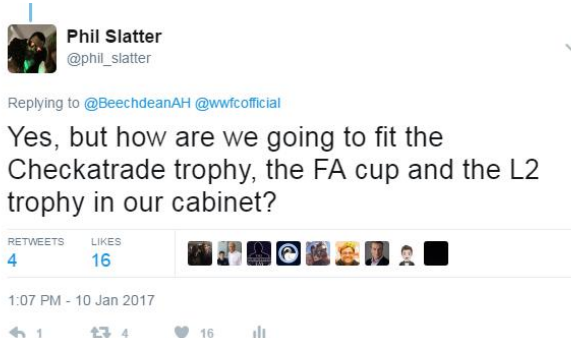 Phil Slatter
@phil_slatter
Replying to @BeechdeanAH @wwfcofficial
Yes, but how are we going to fit the
Checkatrade trophy, the FA cup and the L2
trophy in our cabinet?
RETWEETS LIKES
4 16
1:07 PM - 10 Jan 2017
1 4 16